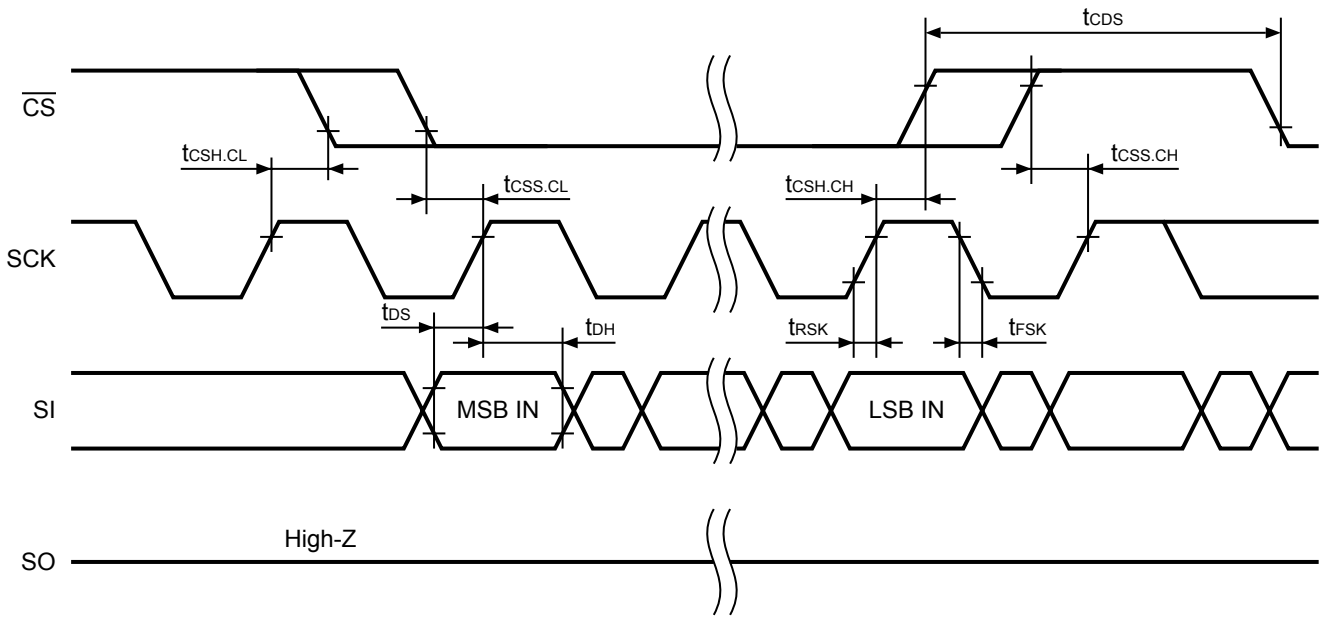 tCDS
CS
tCSH.CL
tCSS.CL
tCSH.CH
tCSS.CH
SCK
tDS
tDH
tRSK
tFSK
SI
MSB IN
LSB IN
High-Z
SO